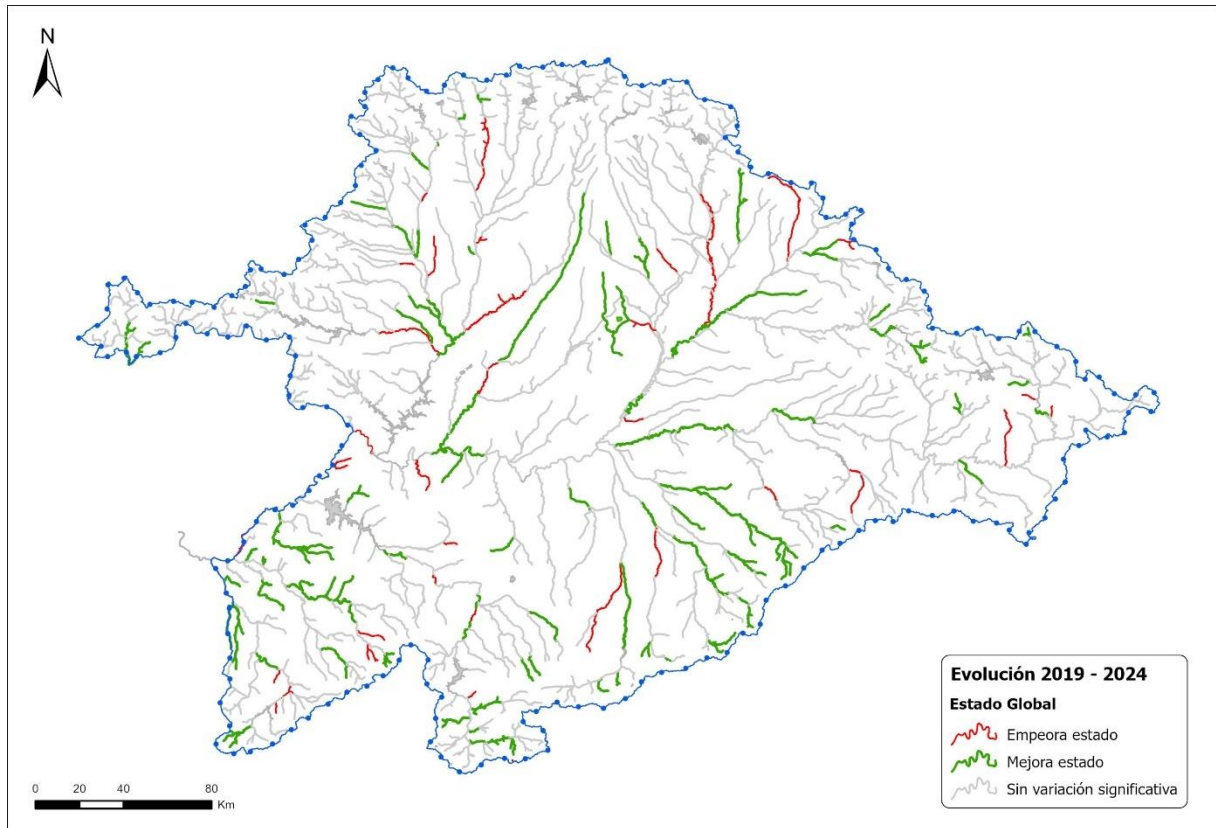 N
Evolución 2019 - 2024
Estado Global
Empeora estado
Mejora estado
Sin variación significativa
0 20 40 80
Km